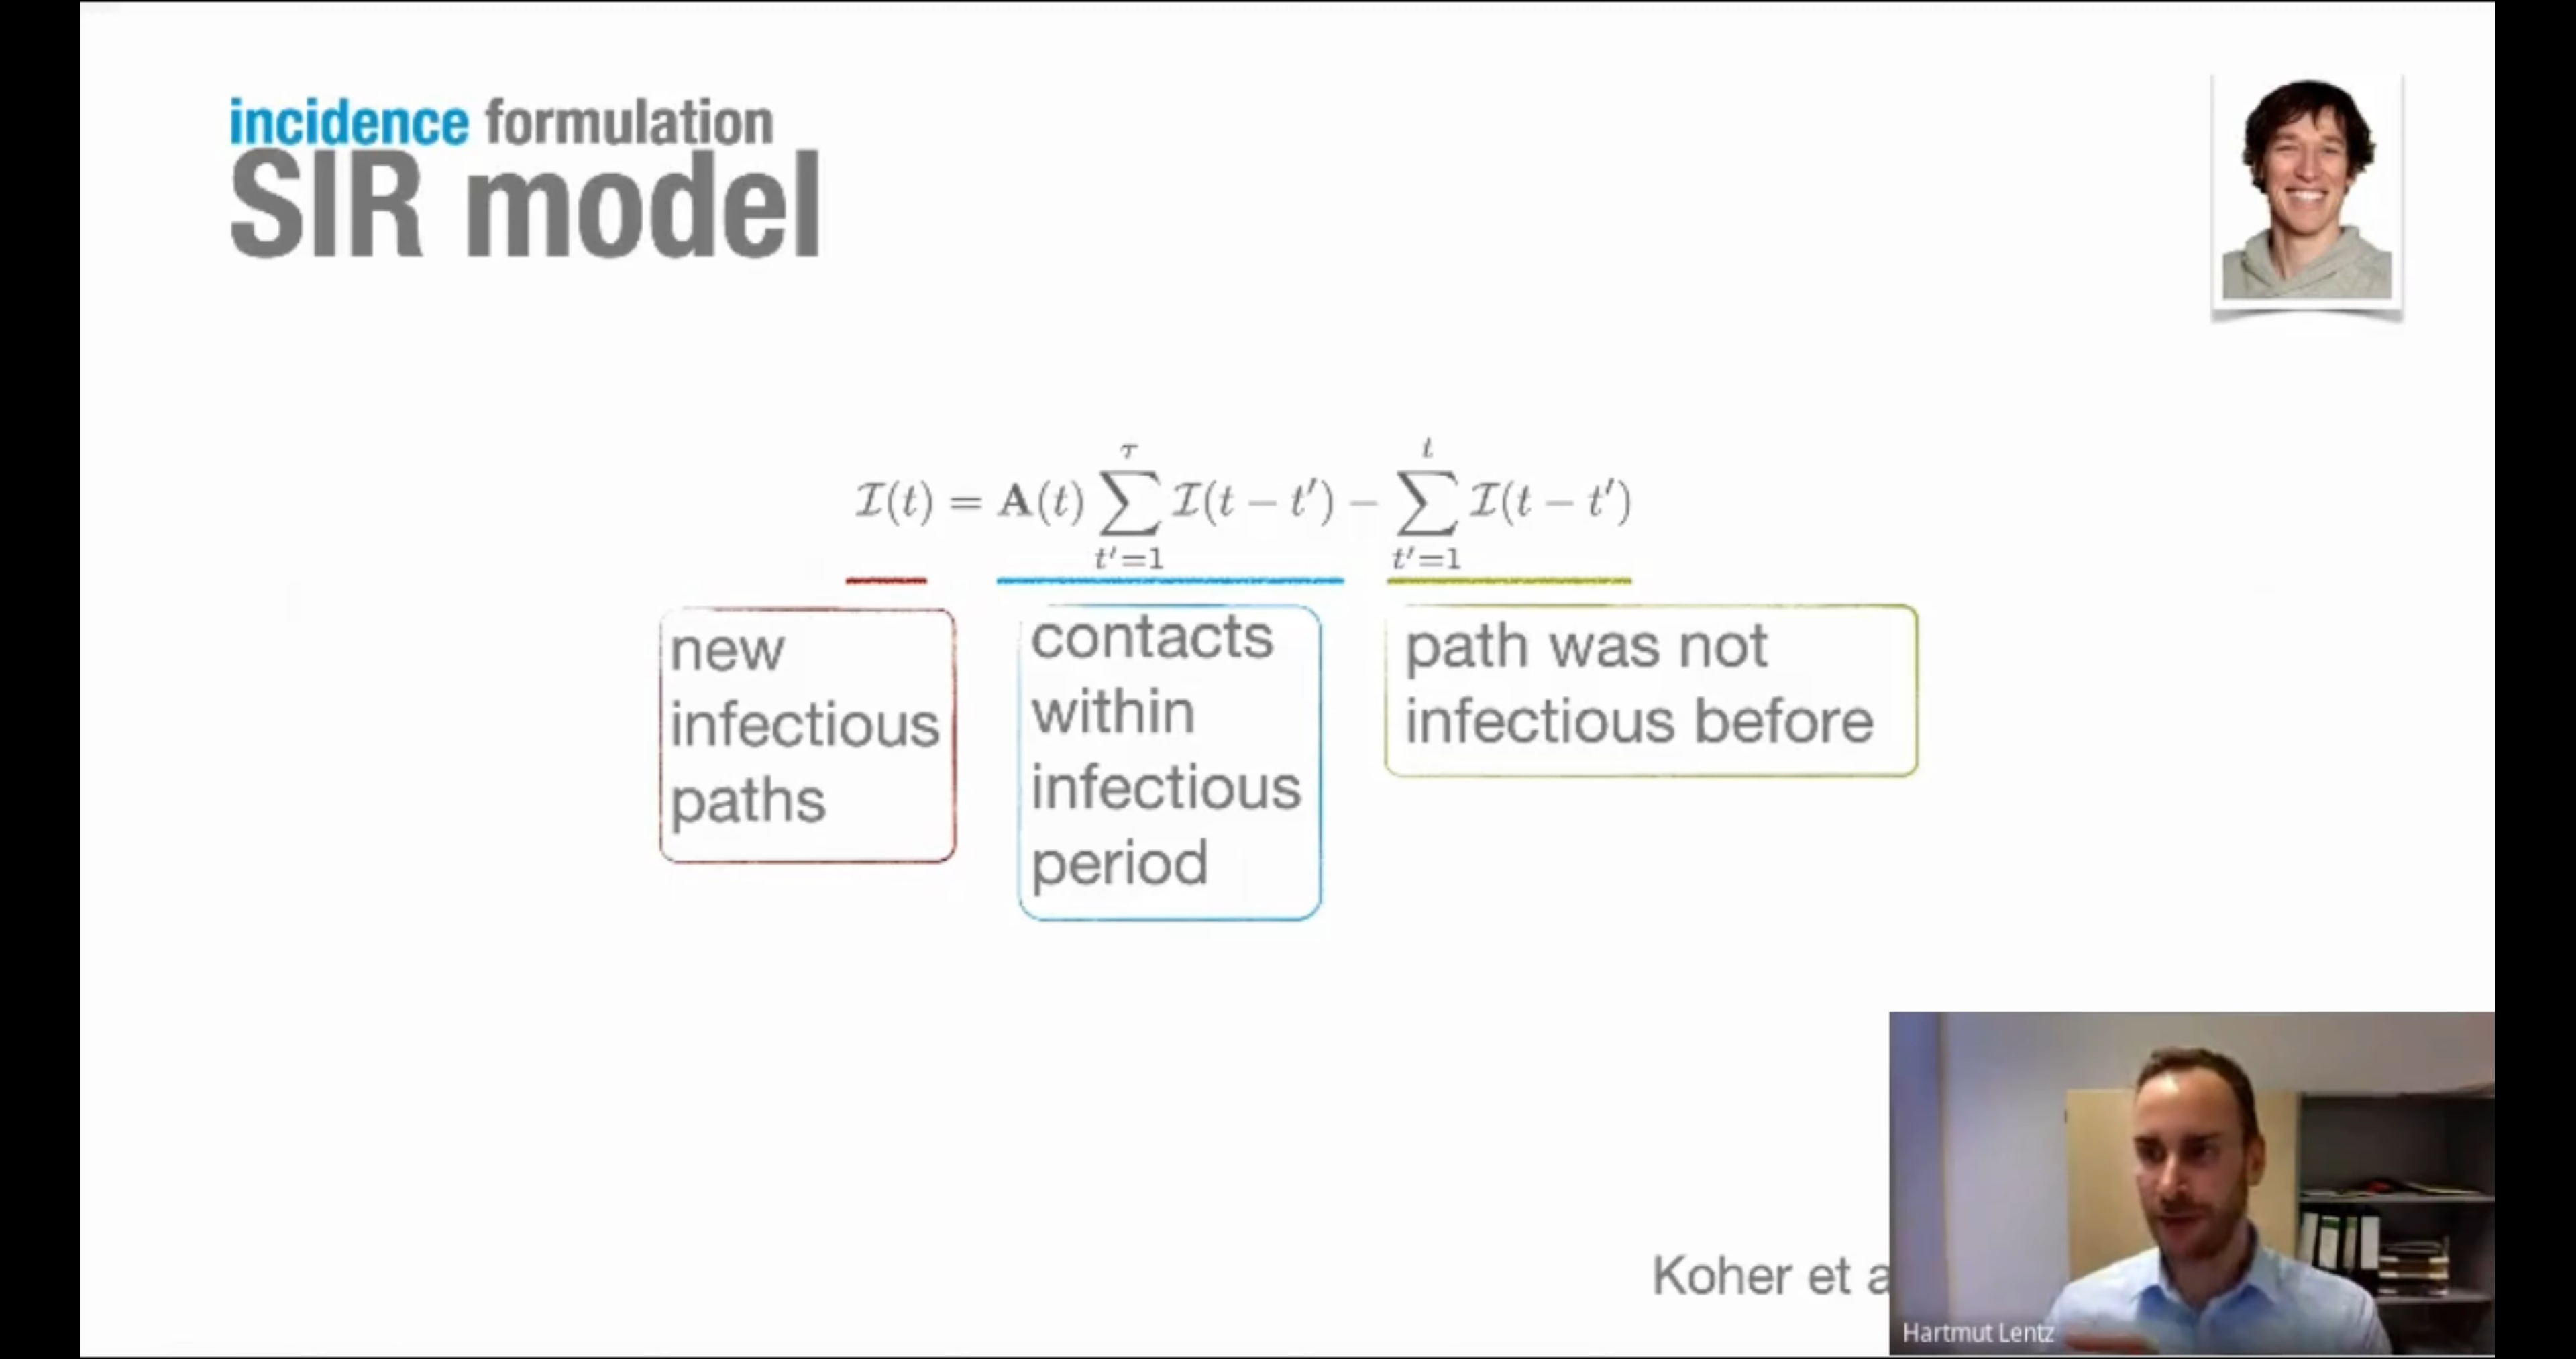 incidence formulation
SIR model
𝓘(t) = A(t) ∑_{t′=1}^{τ} 𝓘(t − t′) − ∑_{t′=1}^{t} 𝓘(t − t′)
new
infectious
paths
contacts
within
infectious
period
path was not
infectious before
Koher et a
Hartmut Lentz